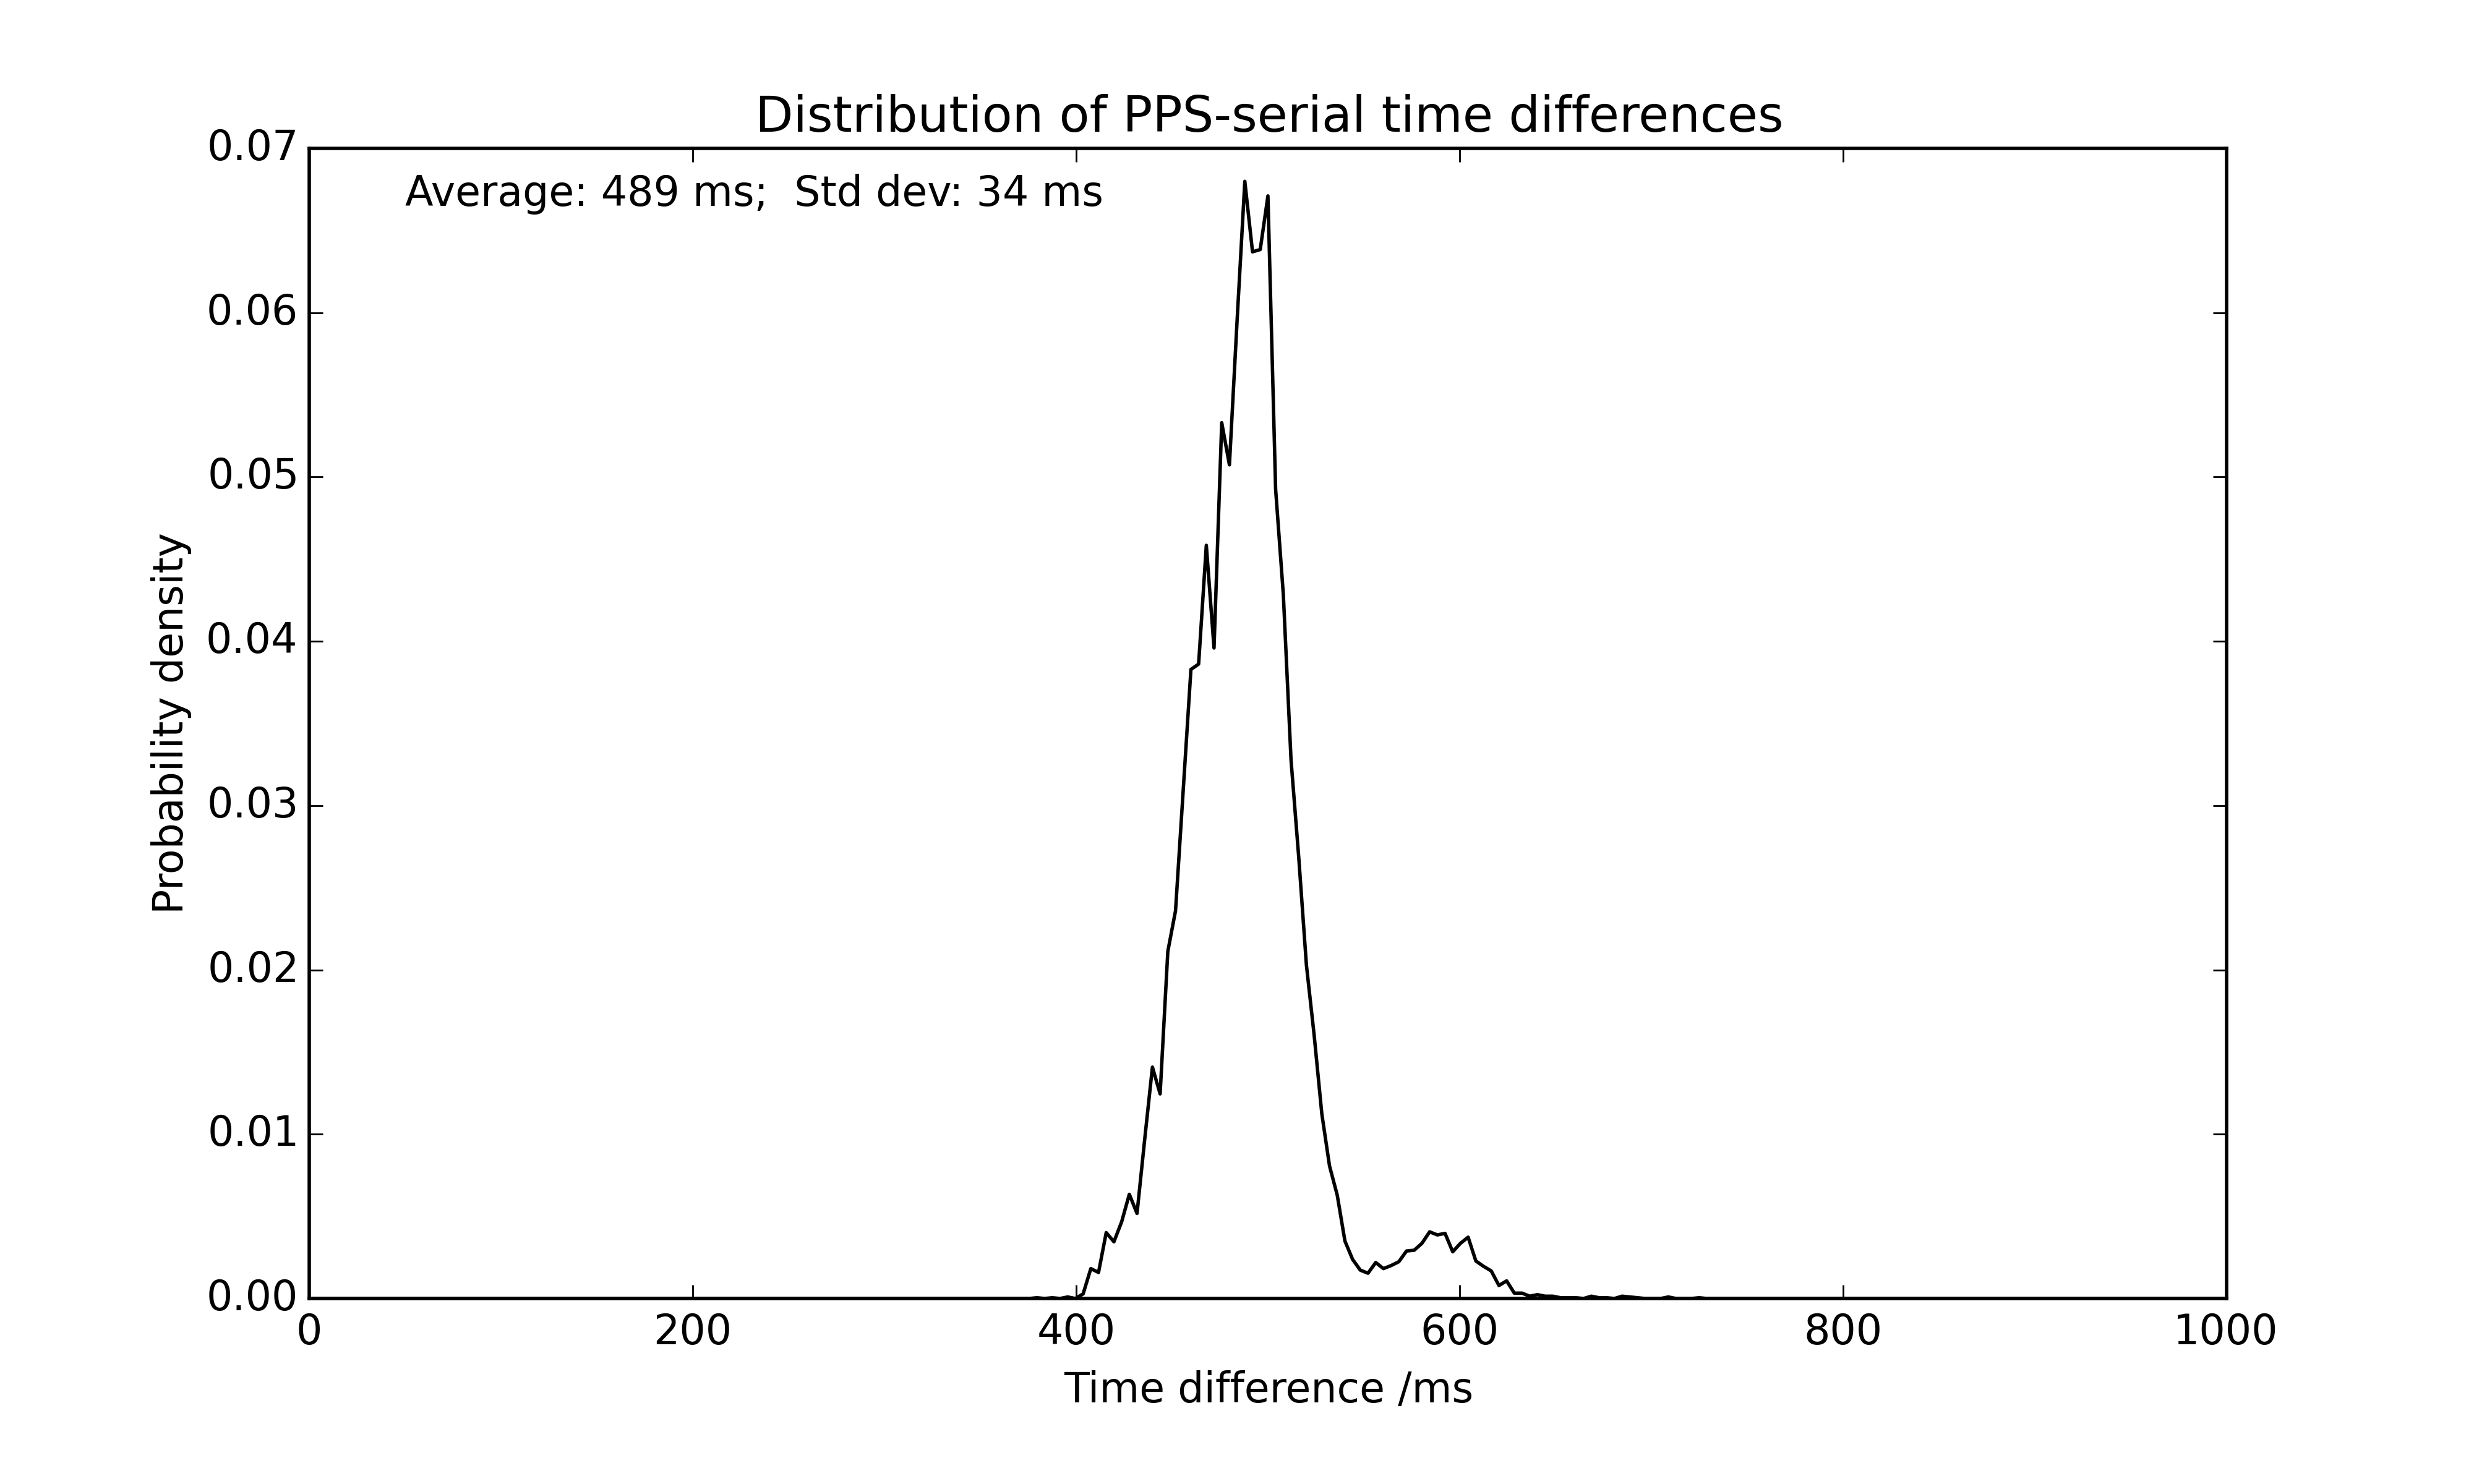 Distribution of PPS-serial time differences
Average: 489 ms;  Std dev: 34 ms
0.07
0.06
0.05
0.04
0.03
0.02
0.01
0.00
Probability density
0 200 400 600 800 1000
Time difference /ms